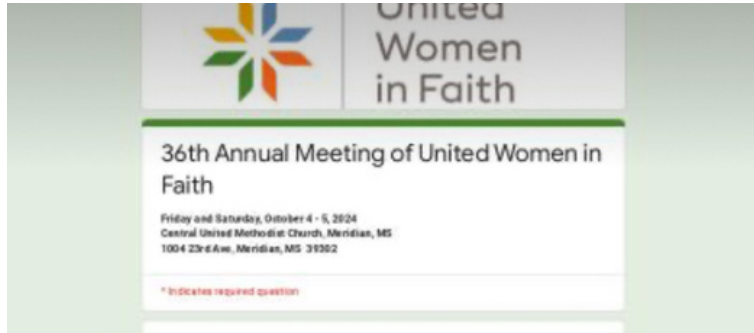 United
Women
in Faith
36th Annual Meeting of United Women in
Faith
Friday and Saturday, October 4 - 5, 2024
Central United Methodist Church, Meridian, MS
1004 23rd Ave, Meridian, MS 39302
* Indicates required question